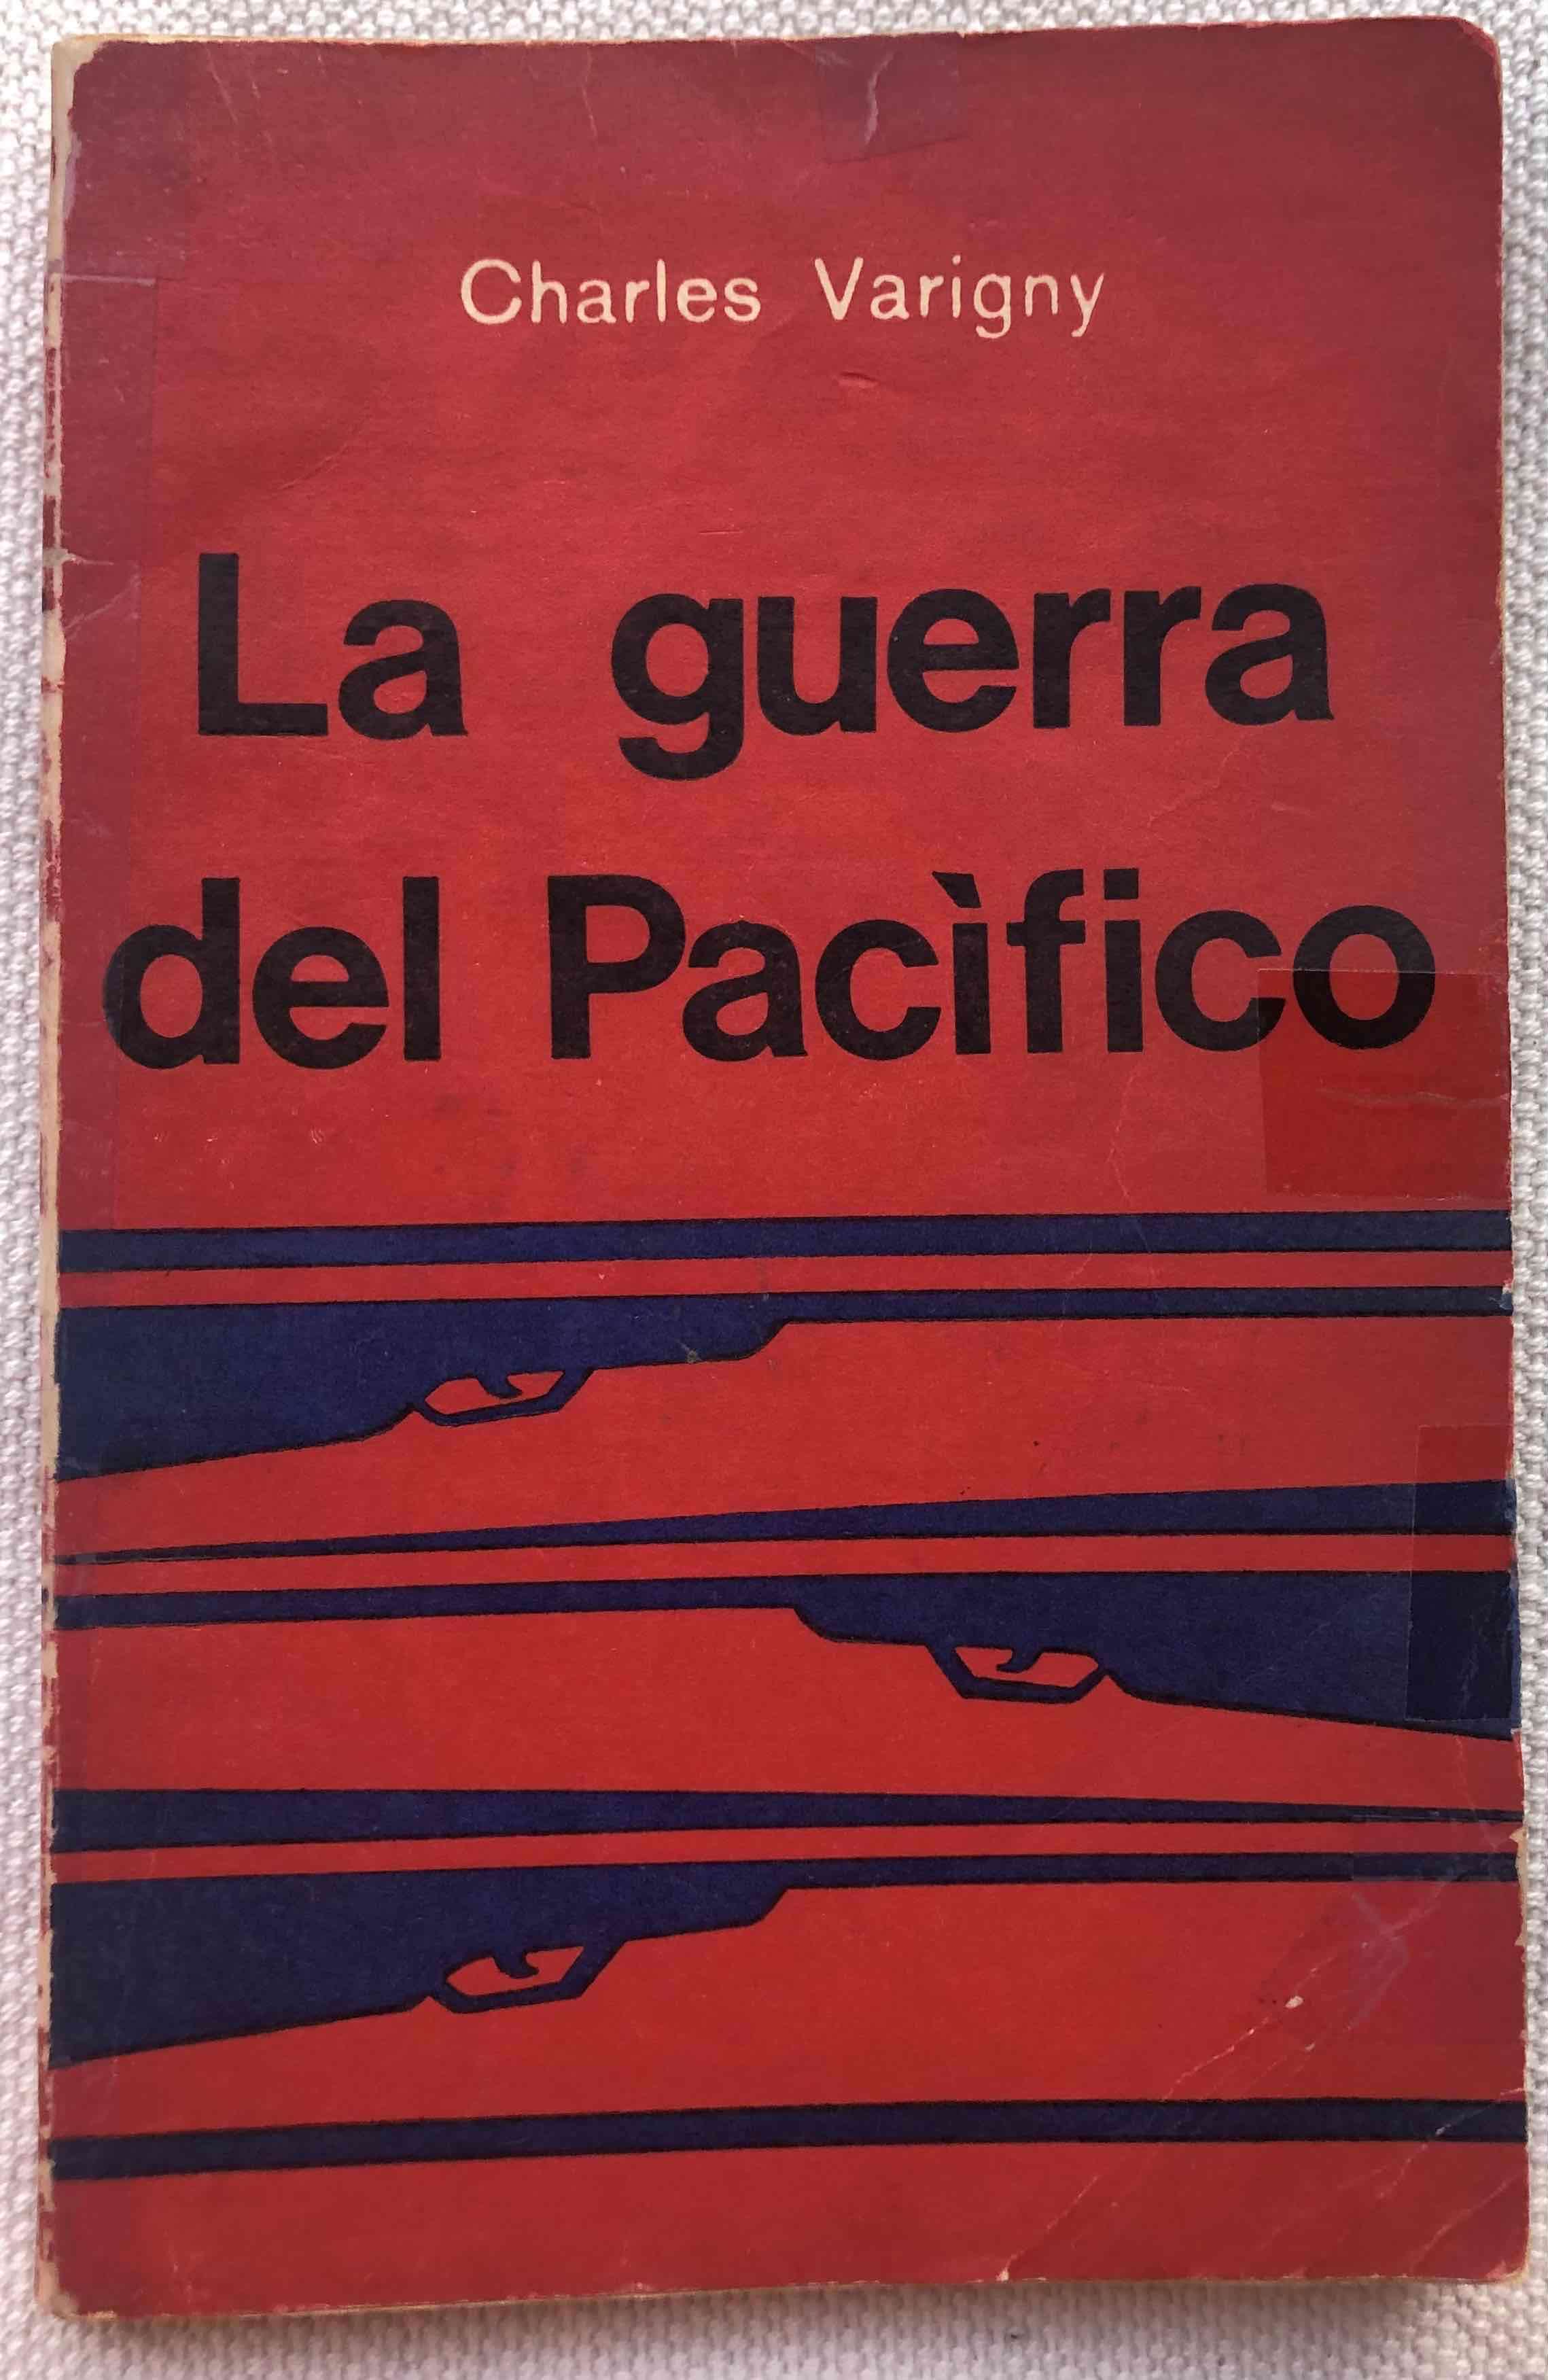 Charles Varigny
La guerra
del Pacìfico